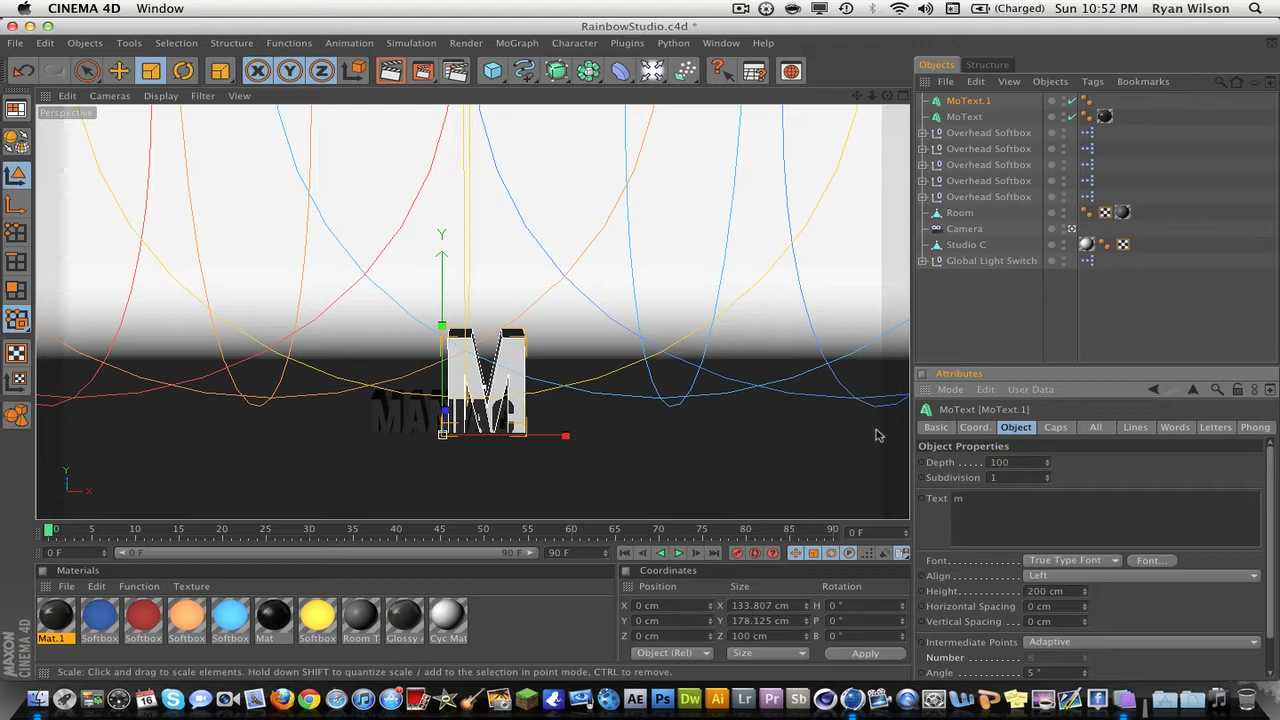 CINEMA 4D Window (Charged) Sun 10:52 PM Ryan Wilson
RainbowStudio.c4d *
File Edit Objects Tools Selection Structure Functions Animation Simulation Render MoGraph Character Plugins Python Window Help
Objects Structure
File Edit View Objects Tags Bookmarks
Edit Cameras Display Filter View
Perspective
MoText.1
MoText
Overhead Softbox
Overhead Softbox
Overhead Softbox
Overhead Softbox
Overhead Softbox
Room
Camera
Studio C
Global Light Switch
Y
M
Y
X
Attributes
Mode Edit User Data
MoText [MoText.1]
Basic Coord. Object Caps All Lines Words Letters Phong
Object Properties
Depth 100
Subdivision 1
Text m
Font True Type Font Font...
Align Left
Height 200 cm
Horizontal Spacing 0 cm
Vertical Spacing 0 cm
Intermediate Points Adaptive
Number 8
Angle 5 °
0 5 10 15 20 25 30 35 40 45 50 55 60 65 70 75 80 85 90 0 F
0 F 0 F 90 F 90 F
Materials
File Edit Function Texture
Mat.1 Softbox Softbox Softbox Softbox Mat Softbox Room T Glossy Cyc Mat
Coordinates
Position Size Rotation
X 0 cm X 133.807 cm H 0 °
Y 0 cm Y 178.125 cm P 0 °
Z 0 cm Z 100 cm B 0 °
Object (Rel) Size Apply
MAXON CINEMA 4D
Scale: Click and drag to scale elements. Hold down SHIFT to quantize scale / add to the selection in point mode, CTRL to remove.